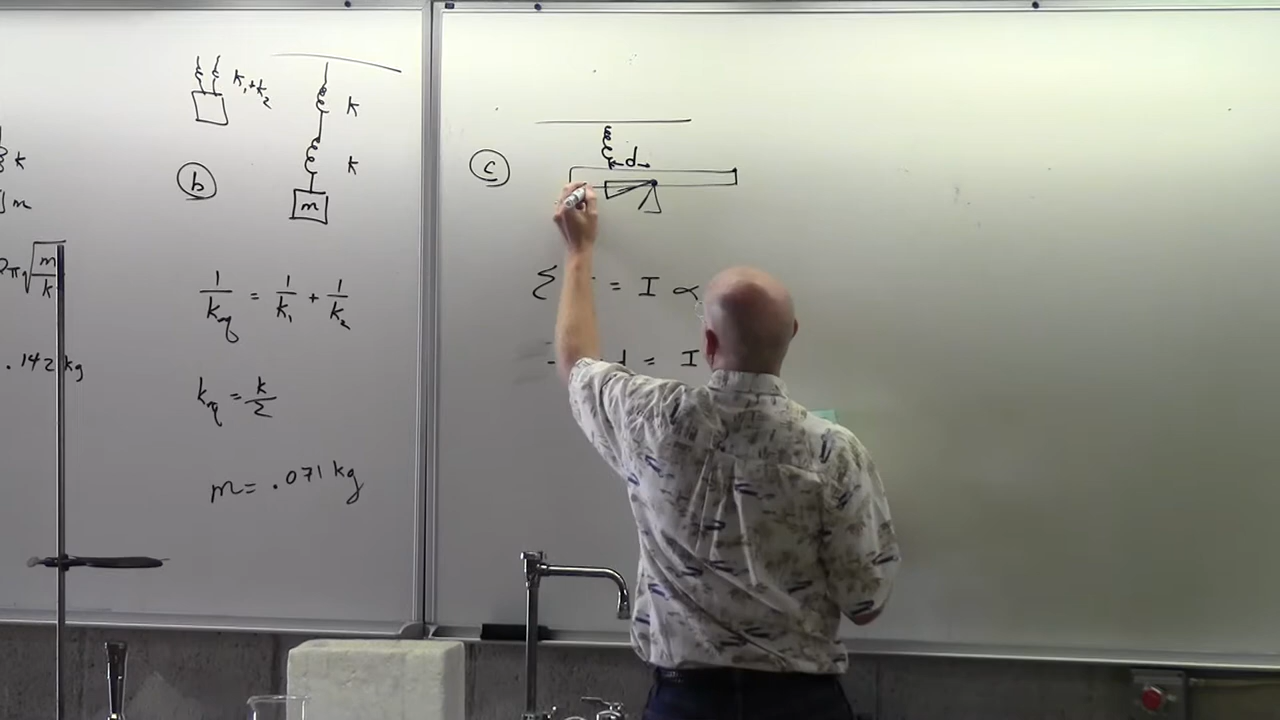 k₁+k₂
k
k
k
m
m
b
2π√m/k
.142 kg
1/k_eq = 1/k₁ + 1/k₂
k_eq = k/2
m = .071 kg
c
d
Σ = I α
- d = I